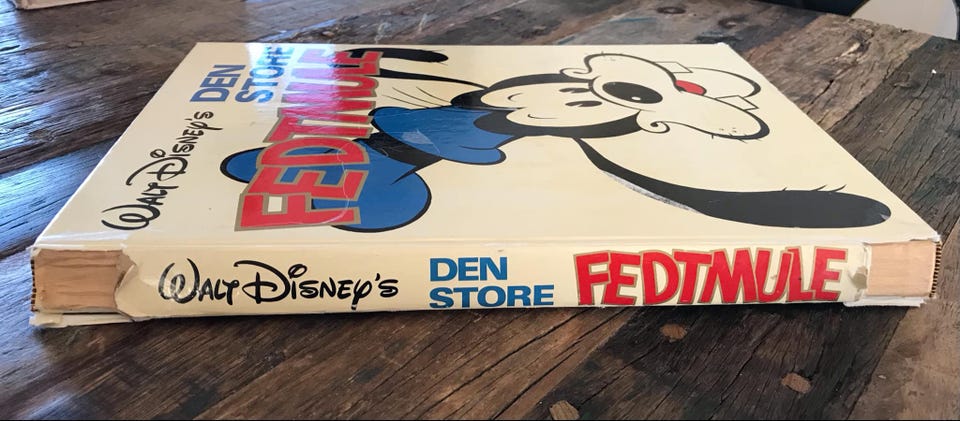 WALT DISNEY'S
DEN
STORE
FEDTMULE
WALT DISNEY'S
DEN
STORE
FEDTMULE